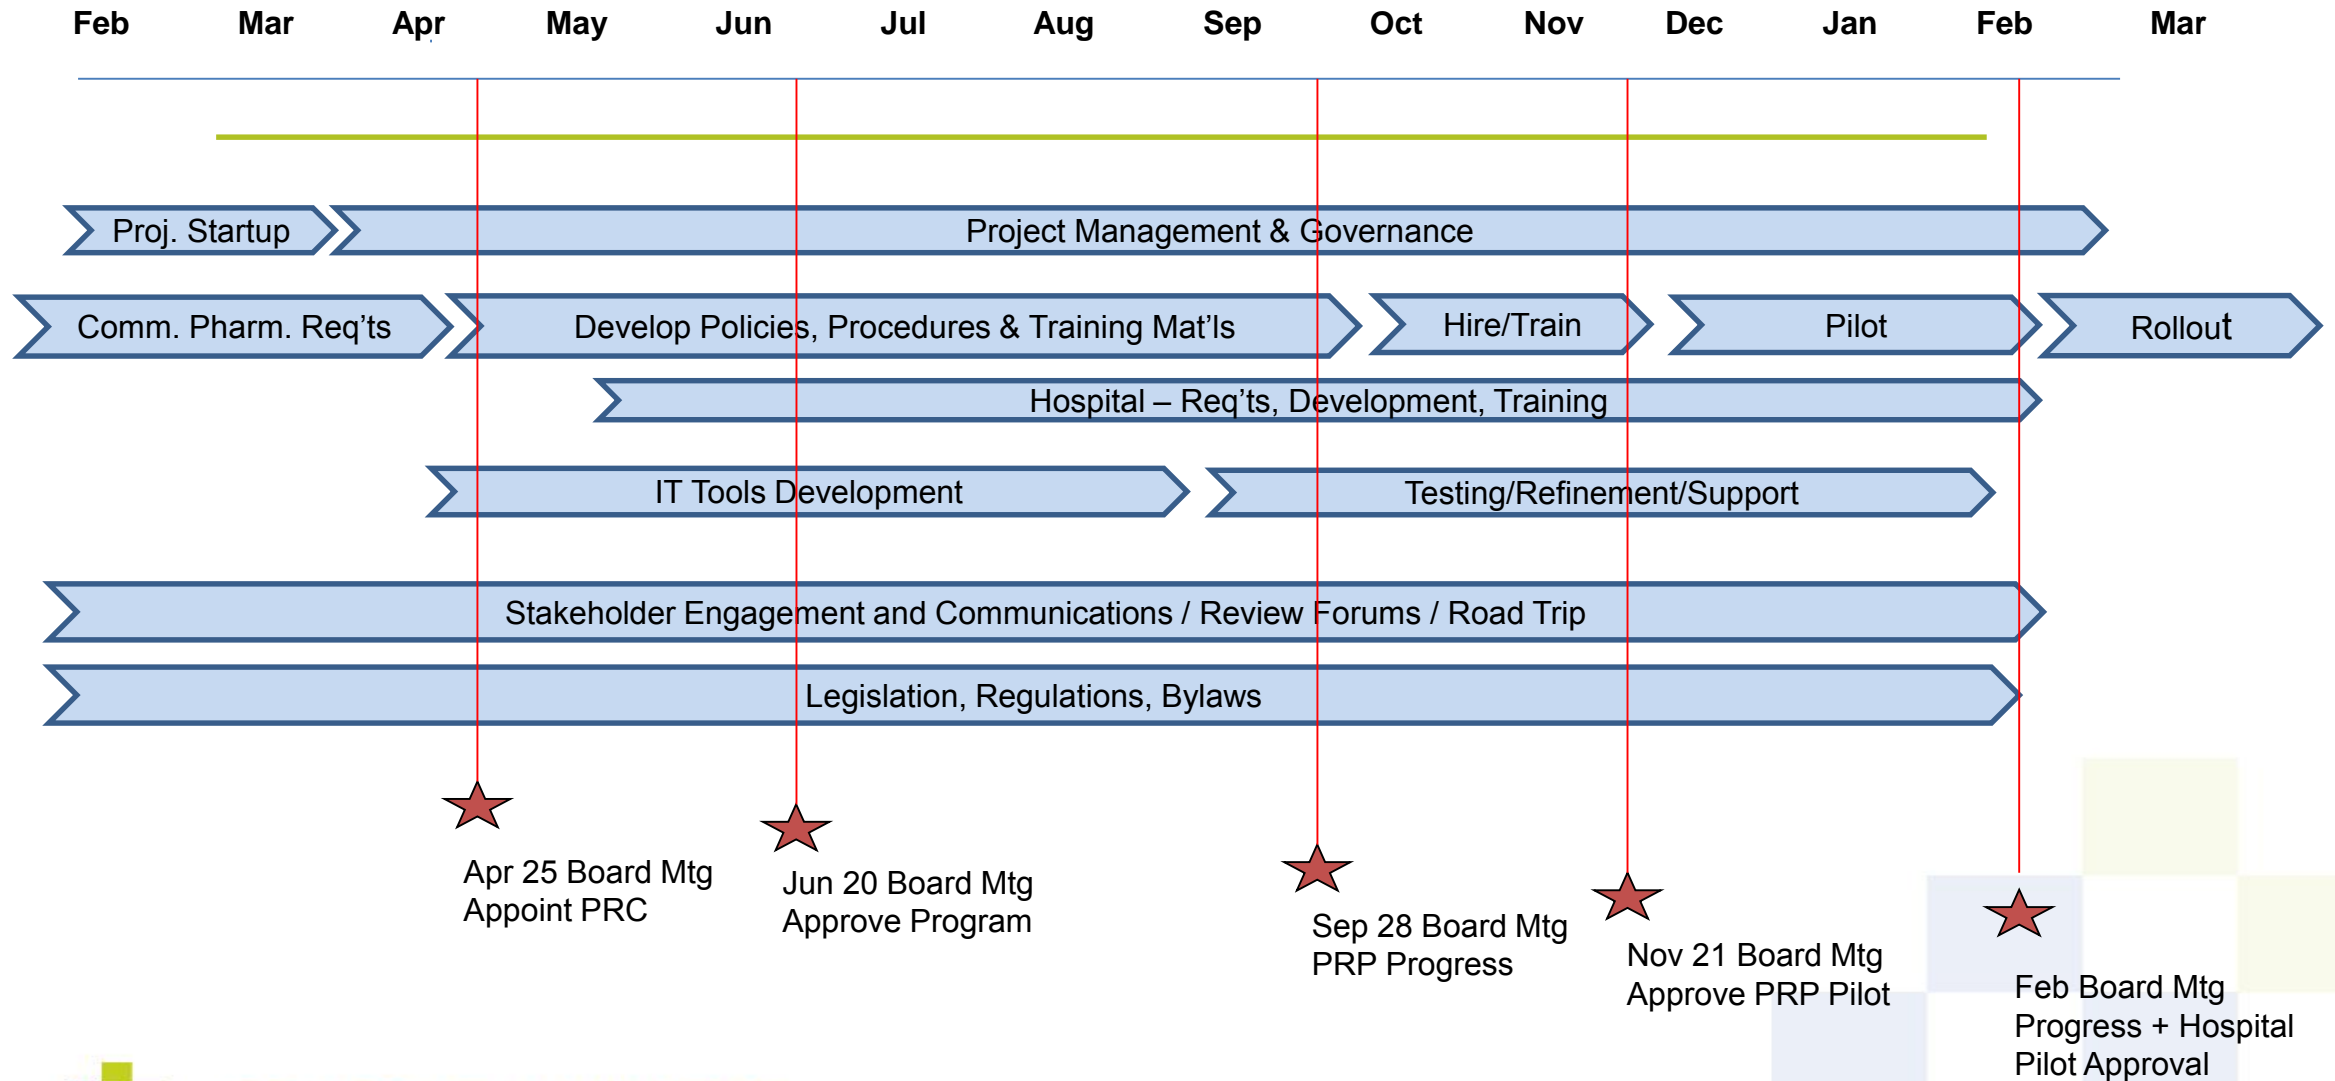 Feb Mar Apr May Jun Jul Aug Sep Oct Nov Dec Jan Feb Mar
Proj. Startup
Project Management & Governance
Comm. Pharm. Req’ts
Develop Policies, Procedures & Training Mat’ls
Hire/Train
Pilot
Rollout
Hospital – Req’ts, Development, Training
IT Tools Development
Testing/Refinement/Support
Stakeholder Engagement and Communications / Review Forums / Road Trip
Legislation, Regulations, Bylaws
Apr 25 Board Mtg
Appoint PRC
Jun 20 Board Mtg
Approve Program
Sep 28 Board Mtg
PRP Progress
Nov 21 Board Mtg
Approve PRP Pilot
Feb Board Mtg
Progress + Hospital
Pilot Approval